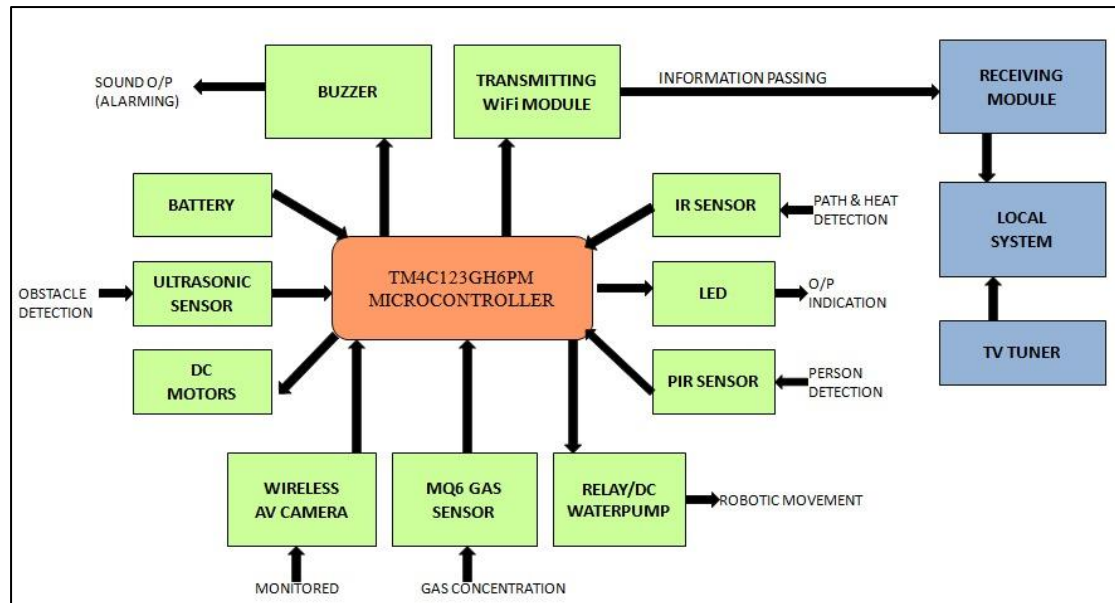 SOUND O/P
(ALARMING)
BUZZER
TRANSMITTING
WiFi MODULE
INFORMATION PASSING
RECEIVING
MODULE
BATTERY
IR SENSOR
PATH & HEAT
DETECTION
LOCAL
SYSTEM
OBSTACLE
DETECTION
ULTRASONIC
SENSOR
TM4C123GH6PM
MICROCONTROLLER
LED
O/P
INDICATION
DC
MOTORS
PIR SENSOR
PERSON
DETECTION
TV TUNER
WIRELESS
AV CAMERA
MQ6 GAS
SENSOR
RELAY/DC
WATERPUMP
ROBOTIC MOVEMENT
MONITORED
GAS CONCENTRATION